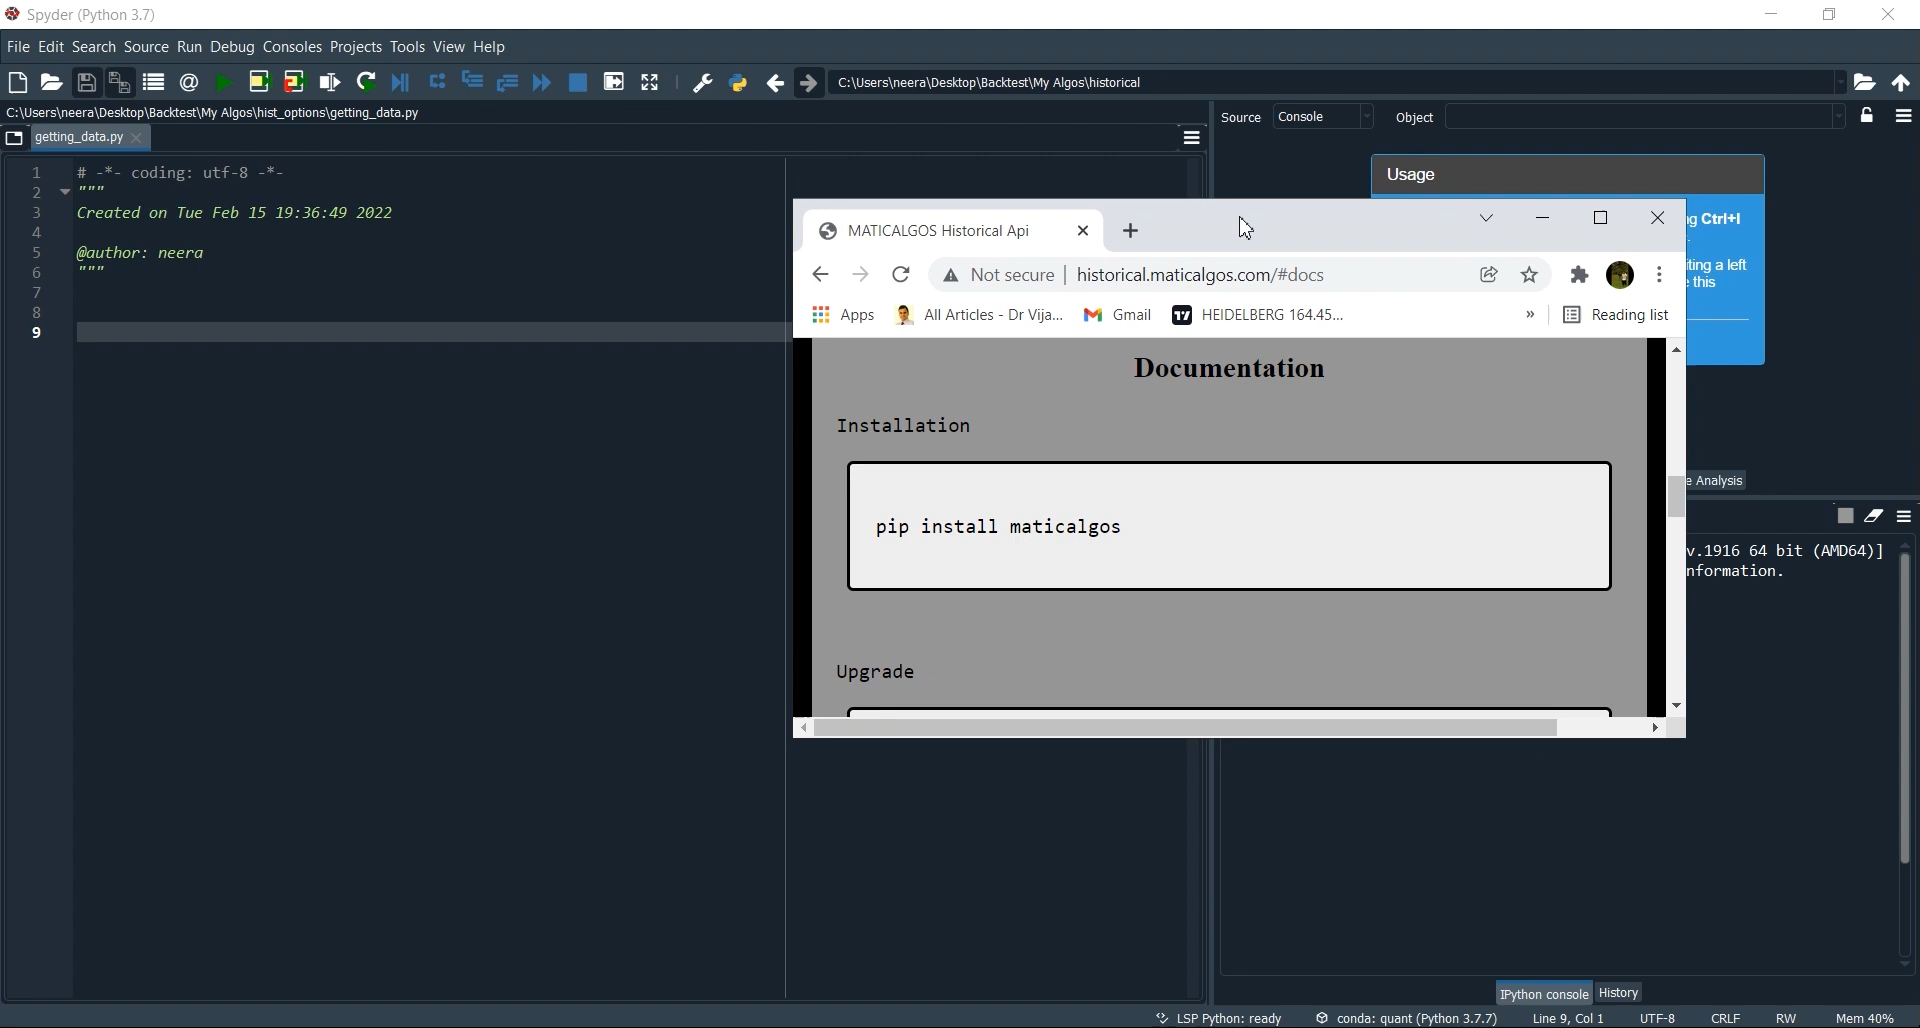 Spyder (Python 3.7)
File Edit Search Source Run Debug Consoles Projects Tools View Help
C:\Users\neera\Desktop\Backtest\My Algos\historical
C:\Users\neera\Desktop\Backtest\My Algos\hist_options\getting_data.py
Source Console Object
getting_data.py
1 # -*- coding: utf-8 -*-
2 """
3 Created on Tue Feb 15 19:36:49 2022
4
5 @author: neera
6 """
7
8
9
Usage
ng Ctrl+I
iting a left
e this
MATICALGOS Historical Api
Not secure | historical.maticalgos.com/#docs
Apps All Articles - Dr Vija... Gmail HEIDELBERG 164.45... » Reading list
Documentation
Installation
pip install maticalgos
Upgrade
e Analysis
v.1916 64 bit (AMD64)]
nformation.
IPython console History
LSP Python: ready conda: quant (Python 3.7.7) Line 9, Col 1 UTF-8 CRLF RW Mem 40%